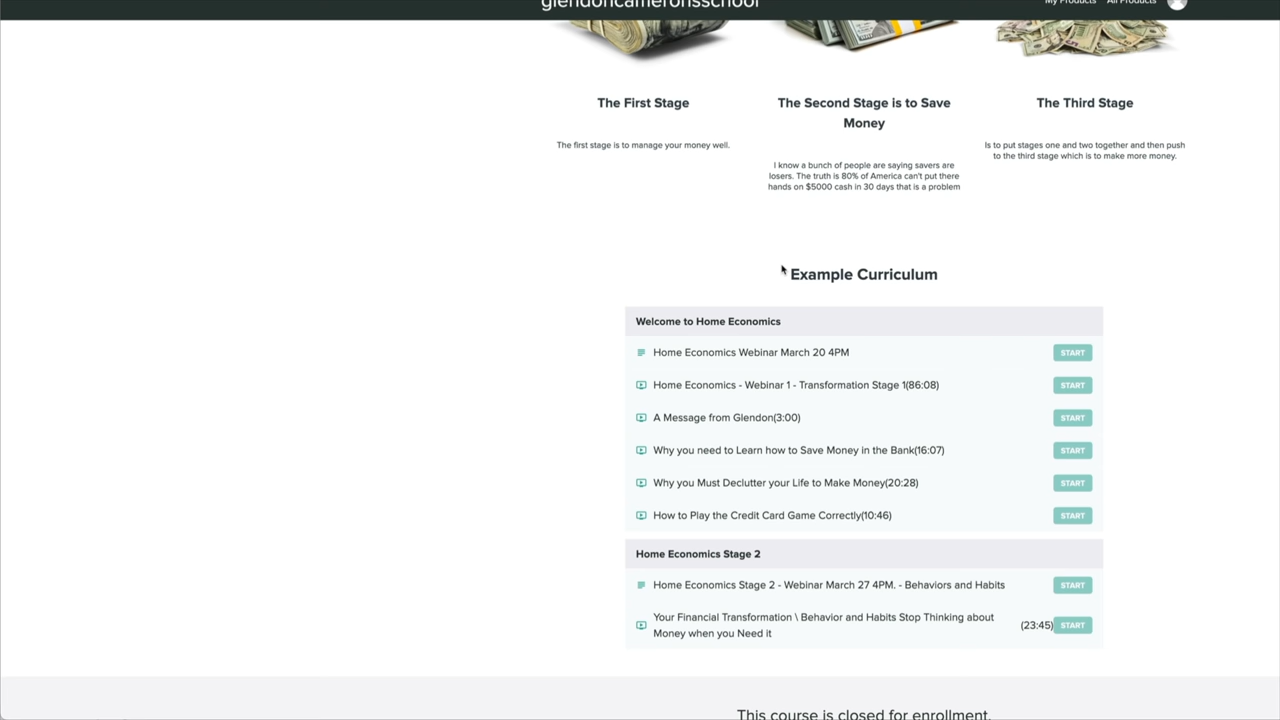 glendoncameronsschool
My Products All Products
The First Stage
The first stage is to manage your money well.
The Second Stage is to Save
Money
I know a bunch of people are saying savers are
losers. The truth is 80% of America can't put there
hands on $5000 cash in 30 days that is a problem
The Third Stage
Is to put stages one and two together and then push
to the third stage which is to make more money.
Example Curriculum
Welcome to Home Economics
Home Economics Webinar March 20 4PM START
Home Economics - Webinar 1 - Transformation Stage 1(86:08) START
A Message from Glendon(3:00) START
Why you need to Learn how to Save Money in the Bank(16:07) START
Why you Must Declutter your Life to Make Money(20:28) START
How to Play the Credit Card Game Correctly(10:46) START
Home Economics Stage 2
Home Economics Stage 2 - Webinar March 27 4PM. - Behaviors and Habits START
Your Financial Transformation \ Behavior and Habits Stop Thinking about
Money when you Need it
(23:45) START
This course is closed for enrollment.